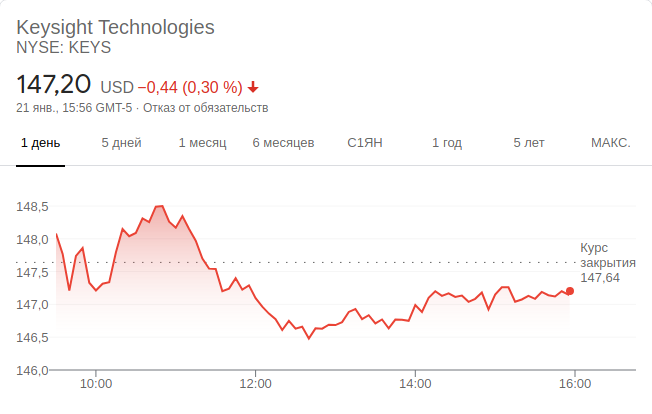 Keysight Technologies
NYSE: KEYS
147,20 USD −0,44 (0,30 %)
21 янв., 15:56 GMT-5 · Отказ от обязательств
1 день 5 дней 1 месяц 6 месяцев С1ЯН 1 год 5 лет МАКС.
148,5
148,0
147,5
147,0
146,5
146,0
Курс
закрытия
147,64
10:00 12:00 14:00 16:00